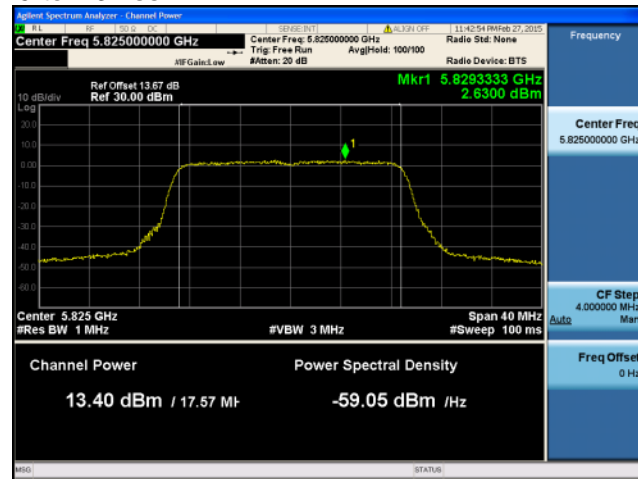 Agilent Spectrum Analyzer - Channel Power
RL RF 50 Ω DC SENSE:INT ALIGN OFF 11:42:54 PM Feb 27, 2015
Center Freq 5.825000000 GHz Center Freq: 5.825000000 GHz Radio Std: None Frequency
Trig: Free Run Avg|Hold: 100/100
#IFGain:Low #Atten: 20 dB Radio Device: BTS
Mkr1 5.8293333 GHz
2.6300 dBm
Ref Offset 13.67 dB
10 dB/div Ref 30.00 dBm
Log
20.0
10.0
1
0.00
-10.0
-20.0
-30.0
-40.0
-50.0
-60.0
Center Freq
5.825000000 GHz
Center 5.825 GHz Span 40 MHz
#Res BW 1 MHz #VBW 3 MHz #Sweep 100 ms
CF Step
4.000000 MHz
Auto Man
Channel Power Power Spectral Density
13.40 dBm / 17.57 MH -59.05 dBm /Hz
Freq Offset
0 Hz
MSG STATUS